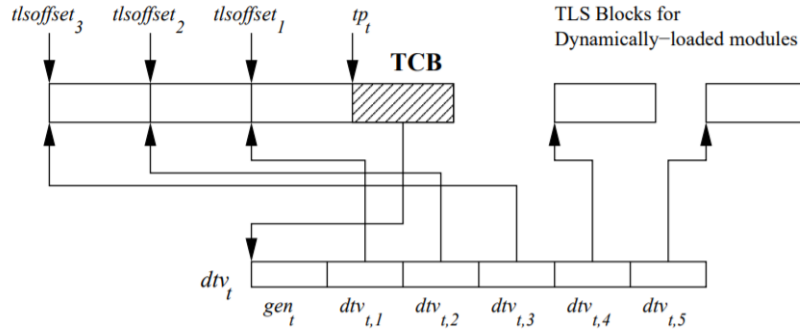 tlsoffset3 tlsoffset2 tlsoffset1 tpt
TLS Blocks for
Dynamically−loaded modules
TCB
dtvt
gent dtvt,1 dtvt,2 dtvt,3 dtvt,4 dtvt,5